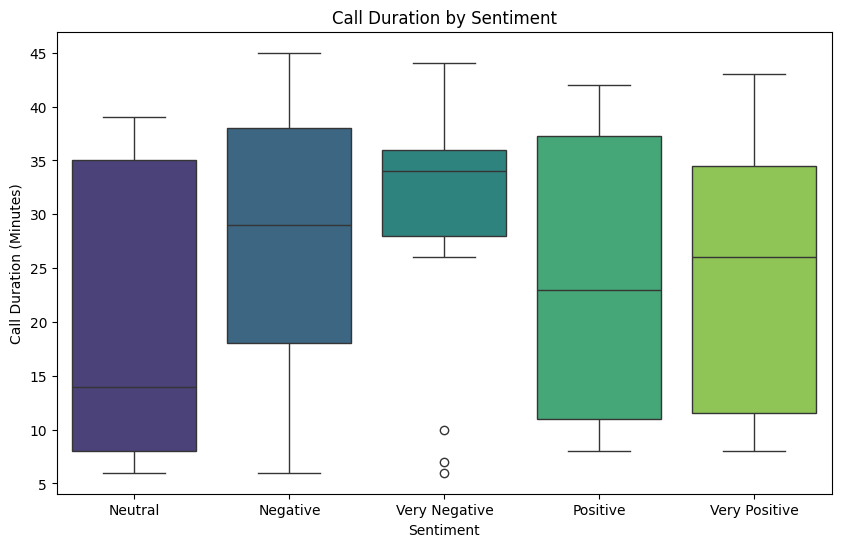 Call Duration by Sentiment
Call Duration (Minutes)
45
40
35
30
25
20
15
10
5
Neutral
Negative
Very Negative
Positive
Very Positive
Sentiment